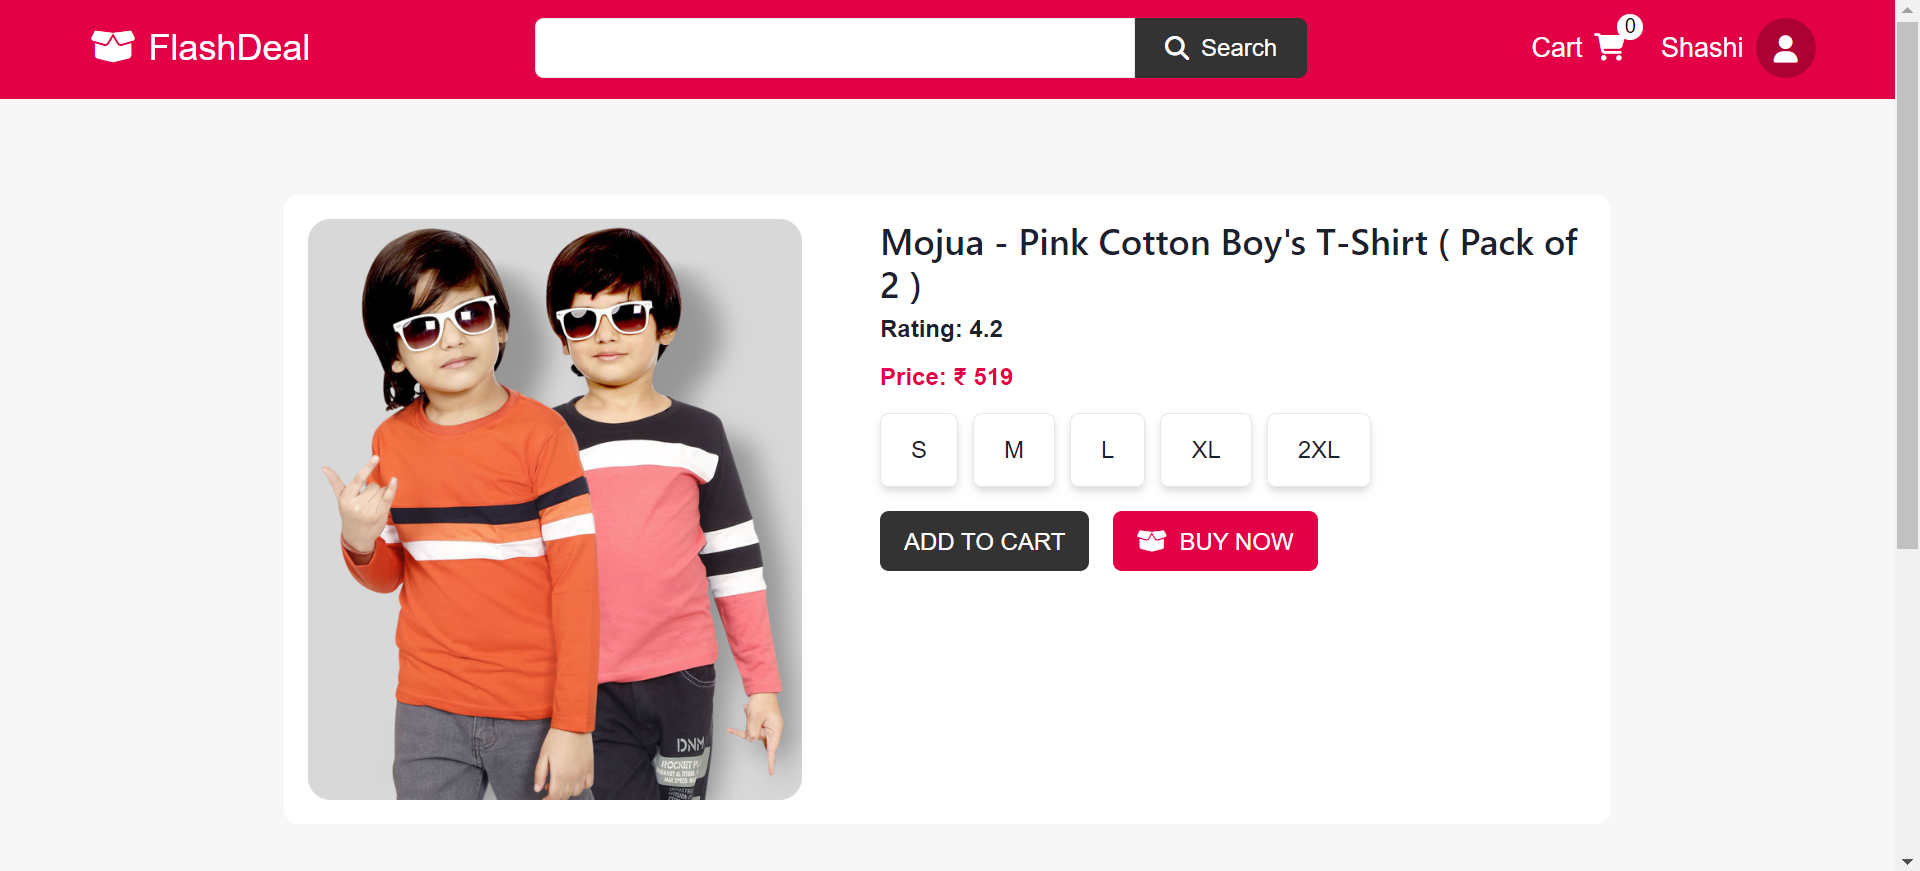 FlashDeal
Search
Cart
0
Shashi
Mojua - Pink Cotton Boy's T-Shirt ( Pack of
2 )
Rating: 4.2
Price: ₹ 519
S
M
L
XL
2XL
ADD TO CART
BUY NOW
DNM
ROCKET